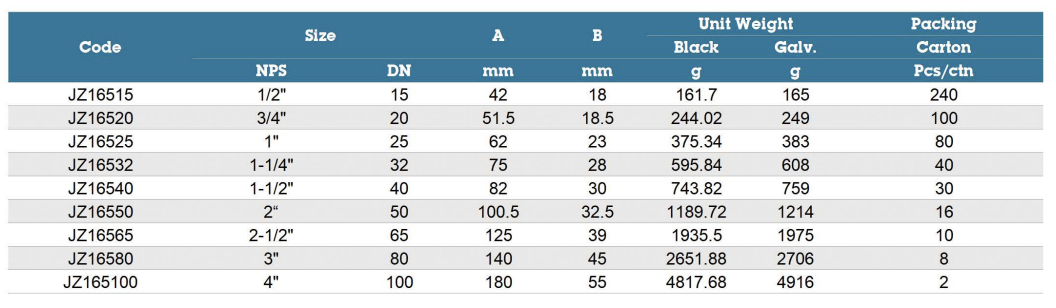 Code Size A B Unit Weight Packing
Black Galv. Carton
NPS DN mm mm g g Pcs/ctn
JZ16515 1/2" 15 42 18 161.7 165 240
JZ16520 3/4" 20 51.5 18.5 244.02 249 100
JZ16525 1" 25 62 23 375.34 383 80
JZ16532 1-1/4" 32 75 28 595.84 608 40
JZ16540 1-1/2" 40 82 30 743.82 759 30
JZ16550 2“ 50 100.5 32.5 1189.72 1214 16
JZ16565 2-1/2" 65 125 39 1935.5 1975 10
JZ16580 3" 80 140 45 2651.88 2706 8
JZ165100 4" 100 180 55 4817.68 4916 2